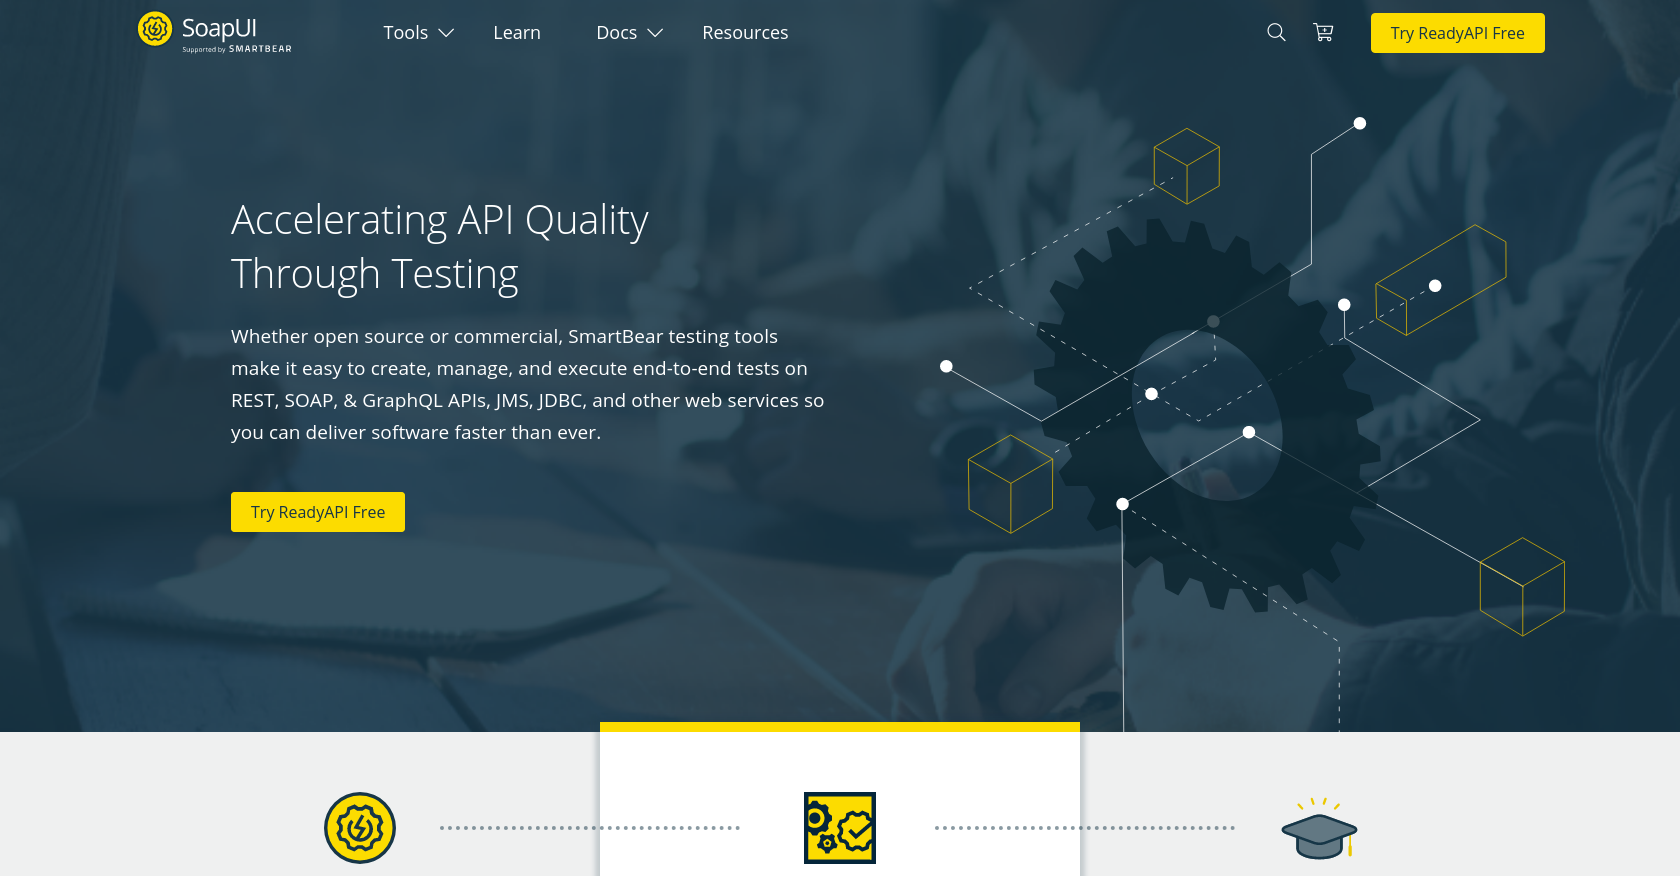 SoapUI
Supported by SMARTBEAR
Tools
Learn
Docs
Resources
Try ReadyAPI Free
Accelerating API Quality
Through Testing
Whether open source or commercial, SmartBear testing tools
make it easy to create, manage, and execute end-to-end tests on
REST, SOAP, & GraphQL APIs, JMS, JDBC, and other web services so
you can deliver software faster than ever.
Try ReadyAPI Free